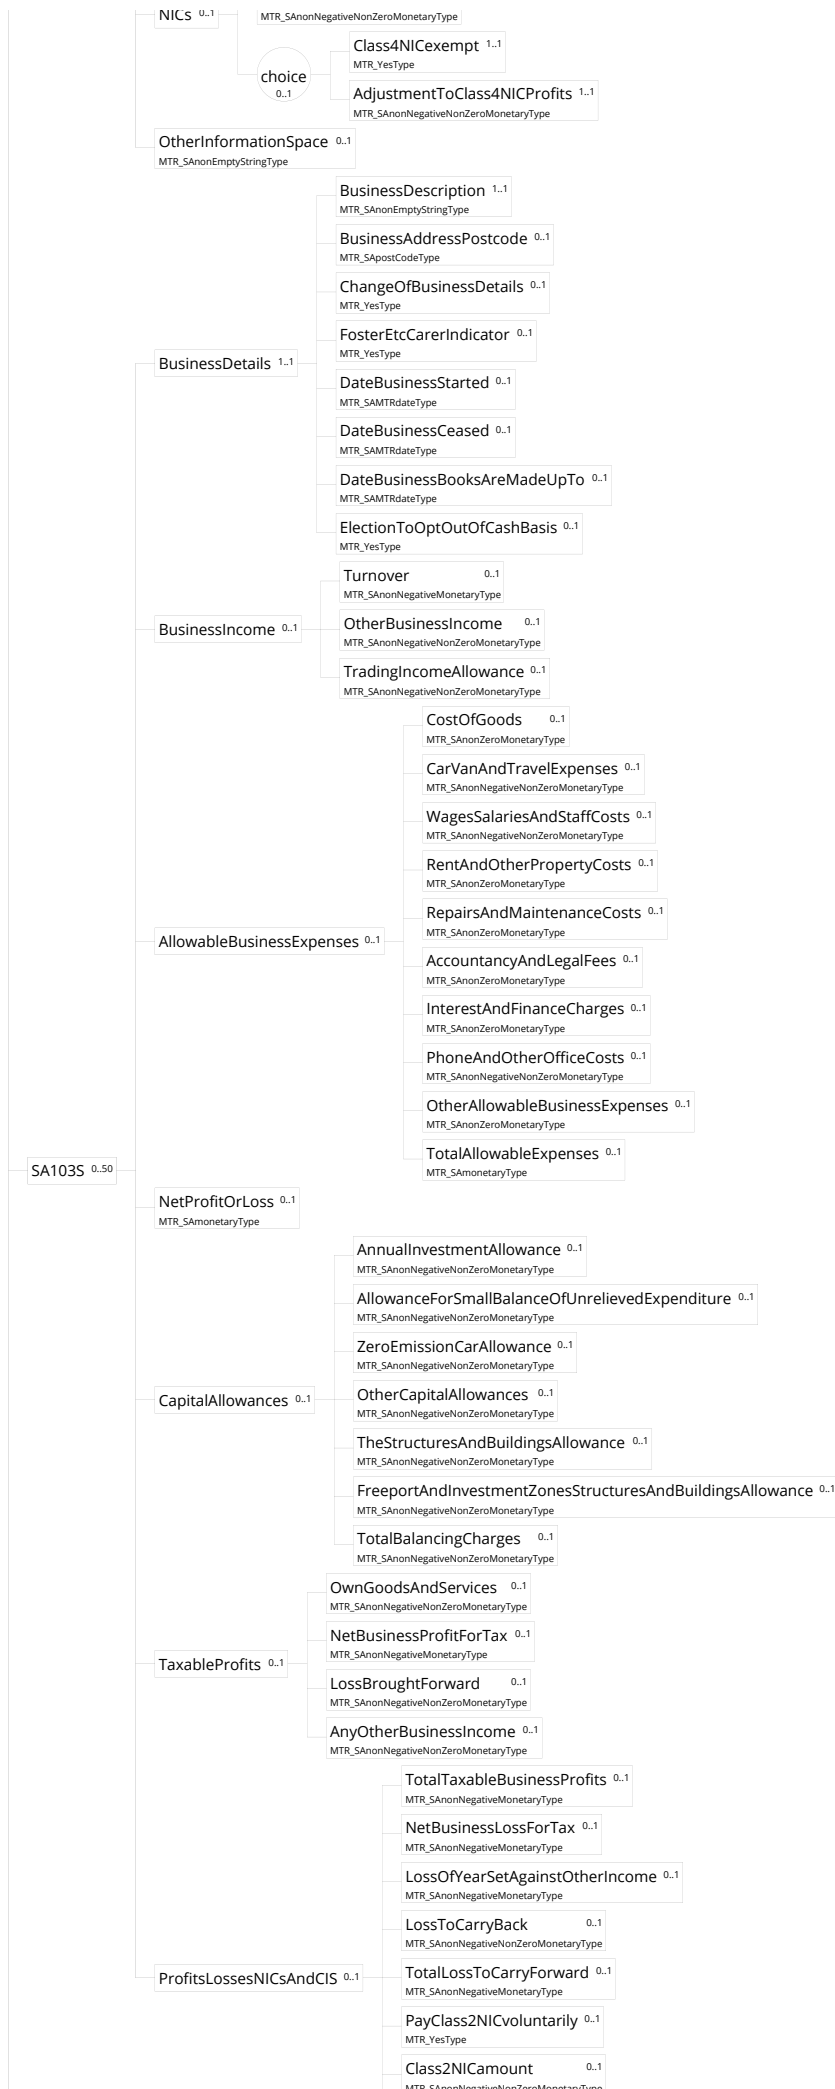 NICs 0..1
MTR_SAnonNegativeNonZeroMonetaryType
Class4NICexempt 1..1
MTR_YesType
choice
0..1
AdjustmentToClass4NICProfits 1..1
MTR_SAnonNegativeNonZeroMonetaryType
OtherInformationSpace 0..1
MTR_SAnonEmptyStringType
BusinessDescription 1..1
MTR_SAnonEmptyStringType
BusinessAddressPostcode 0..1
MTR_SApostCodeType
ChangeOfBusinessDetails 0..1
MTR_YesType
FosterEtcCarerIndicator 0..1
MTR_YesType
BusinessDetails 1..1
DateBusinessStarted 0..1
MTR_SAMTRdateType
DateBusinessCeased 0..1
MTR_SAMTRdateType
DateBusinessBooksAreMadeUpTo 0..1
MTR_SAMTRdateType
ElectionToOptOutOfCashBasis 0..1
MTR_YesType
Turnover 0..1
MTR_SAnonNegativeMonetaryType
BusinessIncome 0..1
OtherBusinessIncome 0..1
MTR_SAnonNegativeNonZeroMonetaryType
TradingIncomeAllowance 0..1
MTR_SAnonNegativeNonZeroMonetaryType
CostOfGoods 0..1
MTR_SAnonZeroMonetaryType
CarVanAndTravelExpenses 0..1
MTR_SAnonNegativeNonZeroMonetaryType
WagesSalariesAndStaffCosts 0..1
MTR_SAnonNegativeNonZeroMonetaryType
RentAndOtherPropertyCosts 0..1
MTR_SAnonZeroMonetaryType
RepairsAndMaintenanceCosts 0..1
MTR_SAnonZeroMonetaryType
AllowableBusinessExpenses 0..1
AccountancyAndLegalFees 0..1
MTR_SAnonZeroMonetaryType
InterestAndFinanceCharges 0..1
MTR_SAnonZeroMonetaryType
PhoneAndOtherOfficeCosts 0..1
MTR_SAnonNegativeNonZeroMonetaryType
OtherAllowableBusinessExpenses 0..1
MTR_SAnonZeroMonetaryType
TotalAllowableExpenses 0..1
MTR_SAmonetaryType
SA103S 0..50
NetProfitOrLoss 0..1
MTR_SAmonetaryType
AnnualInvestmentAllowance 0..1
MTR_SAnonNegativeNonZeroMonetaryType
AllowanceForSmallBalanceOfUnrelievedExpenditure 0..1
MTR_SAnonNegativeNonZeroMonetaryType
ZeroEmissionCarAllowance 0..1
MTR_SAnonNegativeNonZeroMonetaryType
CapitalAllowances 0..1
OtherCapitalAllowances 0..1
MTR_SAnonNegativeNonZeroMonetaryType
TheStructuresAndBuildingsAllowance 0..1
MTR_SAnonNegativeNonZeroMonetaryType
FreeportAndInvestmentZonesStructuresAndBuildingsAllowance 0..1
MTR_SAnonNegativeNonZeroMonetaryType
TotalBalancingCharges 0..1
MTR_SAnonNegativeNonZeroMonetaryType
OwnGoodsAndServices 0..1
MTR_SAnonNegativeNonZeroMonetaryType
NetBusinessProfitForTax 0..1
MTR_SAnonNegativeMonetaryType
TaxableProfits 0..1
LossBroughtForward 0..1
MTR_SAnonNegativeNonZeroMonetaryType
AnyOtherBusinessIncome 0..1
MTR_SAnonNegativeNonZeroMonetaryType
TotalTaxableBusinessProfits 0..1
MTR_SAnonNegativeMonetaryType
NetBusinessLossForTax 0..1
MTR_SAnonNegativeMonetaryType
LossOfYearSetAgainstOtherIncome 0..1
MTR_SAnonNegativeMonetaryType
LossToCarryBack 0..1
MTR_SAnonNegativeNonZeroMonetaryType
ProfitsLossesNICsAndCIS 0..1
TotalLossToCarryForward 0..1
MTR_SAnonNegativeMonetaryType
PayClass2NICvoluntarily 0..1
MTR_YesType
Class2NICamount 0..1
MTR_SAnonNegativeNonZeroMonetaryType